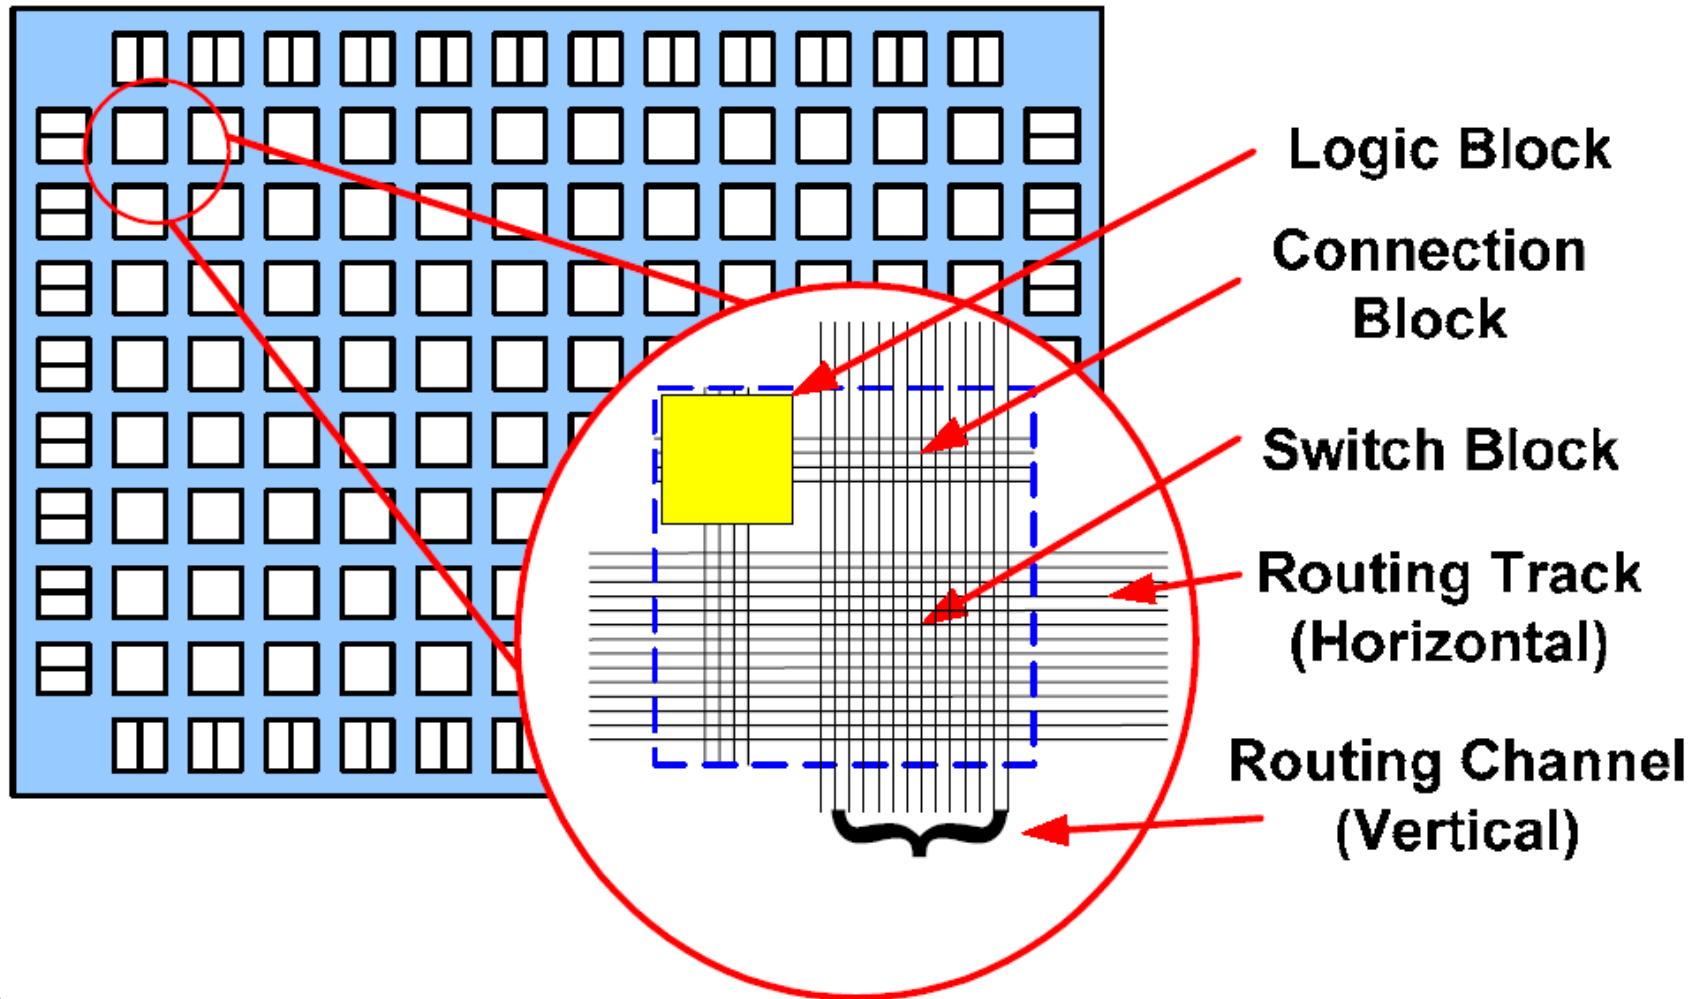 Logic Block
Connection
Block
Switch Block
Routing Track
(Horizontal)
Routing Channel
(Vertical)